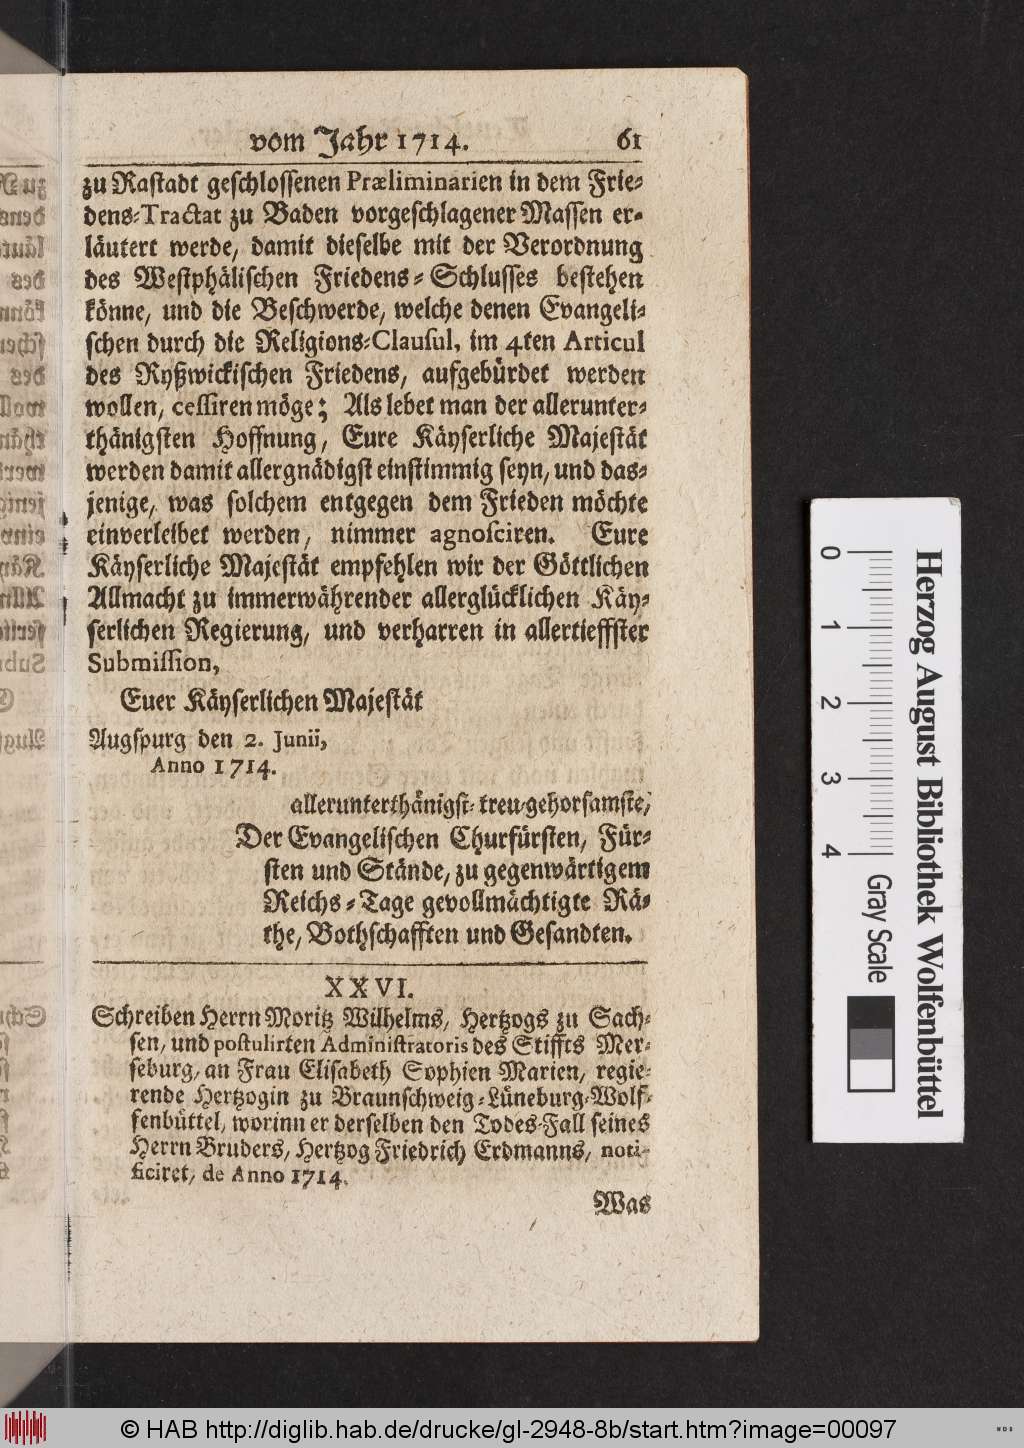 vom Jahr 1714. 61
zu Rastadt geschlossenen Præliminarien in dem Frie-
dens-Tractat zu Baden vorgeschlagener Massen er-
läutert werde, damit dieselbe mit der Verordnung
des Westphälischen Friedens-Schlusses bestehen
könne, und die Beschwerde, welche denen Evangeli-
schen durch die Religions-Clausul, im 4ten Articul
des Ryßwickischen Friedens, aufgebürdet werden
wollen, cessiren möge; Als lebet man der allerunter-
thänigsten Hoffnung, Eure Käyserliche Majestät
werden damit allergnädigst einstimmig seyn, und das-
jenige, was solchem entgegen dem Frieden möchte
einverleibet werden, nimmer agnosciren. Eure
Käyserliche Majestät empfehlen wir der Göttlichen
Allmacht zu immerwährender allerglücklichen Käy-
serlichen Regierung, und verharren in allertieffster
Submission,
Euer Käyserlichen Majestät
Augspurg den 2. Junii,
Anno 1714.
allerunterthänigst-treu-gehorsamste,
Der Evangelischen Churfürsten, Für-
sten und Stände, zu gegenwärtigem
Reichs-Tage gevollmächtigte Rä-
the, Bothschafften und Gesandten.
XXVI.
Schreiben Herrn Moritz Wilhelms, Hertzogs zu Sach-
sen, und postulirten Administratoris des Stiffts Mer-
seburg, an Frau Elisabeth Sophien Marien, regie-
rende Hertzogin zu Braunschweig-Lüneburg-Wolf-
fenbüttel, worinn er derselben den Todes-Fall seines
Herrn Bruders, Hertzog Friedrich Erdmanns, noti-
ficiret, de Anno 1714.
Was
Herzog August Bibliothek Wolfenbüttel
0 1 2 3 4 Gray Scale
© HAB http://diglib.hab.de/drucke/gl-2948-8b/start.htm?image=00097